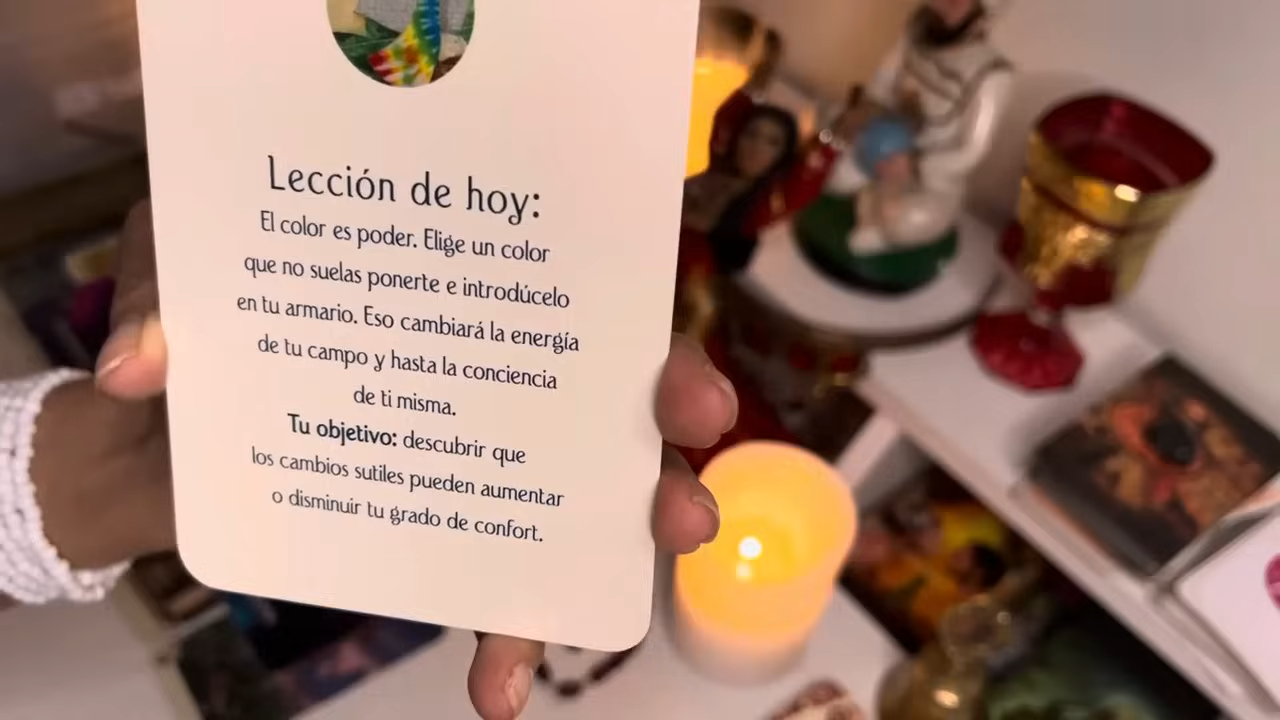 Lección de hoy:
El color es poder. Elige un color
que no suelas ponerte e introdúcelo
en tu armario. Eso cambiará la energía
de tu campo y hasta la conciencia
de ti misma.
Tu objetivo: descubrir que
los cambios sutiles pueden aumentar
o disminuir tu grado de confort.